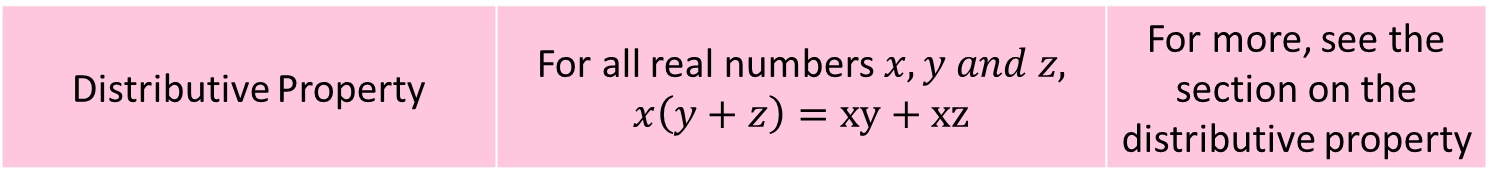 Distributive Property
For all real numbers x, y and z,
x(y + z) = xy + xz
For more, see the
section on the
distributive property